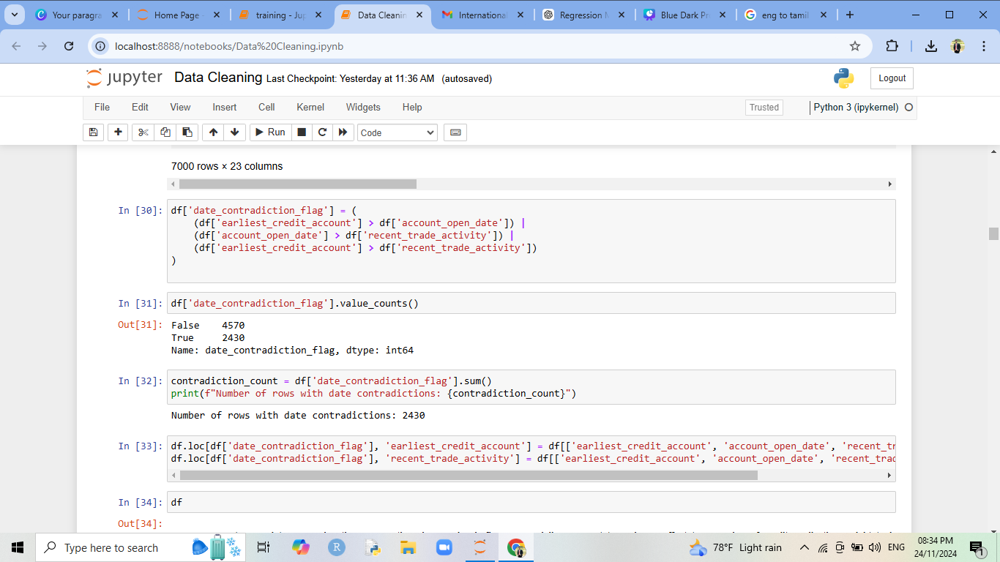 Your paragra
Home Page -
training - Jup
Data Cleanin
International
Regression M
Blue Dark Pr
eng to tamil
localhost:8888/notebooks/Data%20Cleaning.ipynb
jupyter Data Cleaning Last Checkpoint: Yesterday at 11:36 AM (autosaved)
Logout
File Edit View Insert Cell Kernel Widgets Help
Trusted Python 3 (ipykernel)
Run Code
7000 rows × 23 columns
In [30]: df['date_contradiction_flag'] = (
(df['earliest_credit_account'] > df['account_open_date']) |
(df['account_open_date'] > df['recent_trade_activity']) |
(df['earliest_credit_account'] > df['recent_trade_activity'])
)
In [31]: df['date_contradiction_flag'].value_counts()
Out[31]: False 4570
True 2430
Name: date_contradiction_flag, dtype: int64
In [32]: contradiction_count = df['date_contradiction_flag'].sum()
print(f"Number of rows with date contradictions: {contradiction_count}")
Number of rows with date contradictions: 2430
In [33]: df.loc[df['date_contradiction_flag'], 'earliest_credit_account'] = df[['earliest_credit_account', 'account_open_date', 'recent_tr
df.loc[df['date_contradiction_flag'], 'recent_trade_activity'] = df[['earliest_credit_account', 'account_open_date', 'recent_trad
In [34]: df
Out[34]:
Type here to search
R
78°F Light rain
ENG
08:34 PM
24/11/2024
1